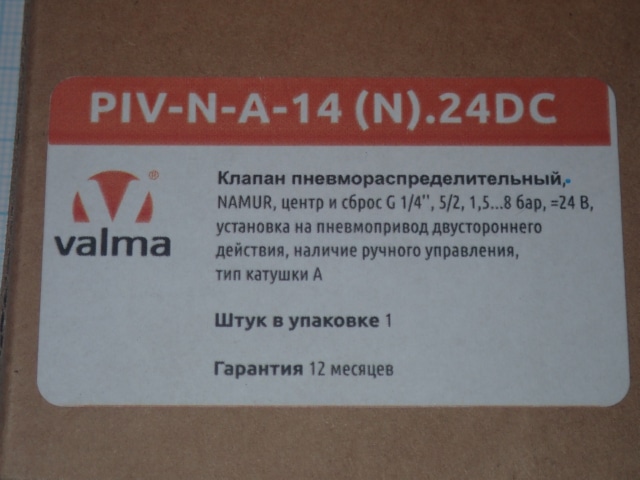 PIV-N-A-14 (N).24DC
®
valma
Клапан пневмораспределительный,
NAMUR, центр и сброс G 1/4'', 5/2, 1,5...8 бар, =24 В,
установка на пневмопривод двустороннего
действия, наличие ручного управления,
тип катушки А
Штук в упаковке 1
Гарантия 12 месяцев